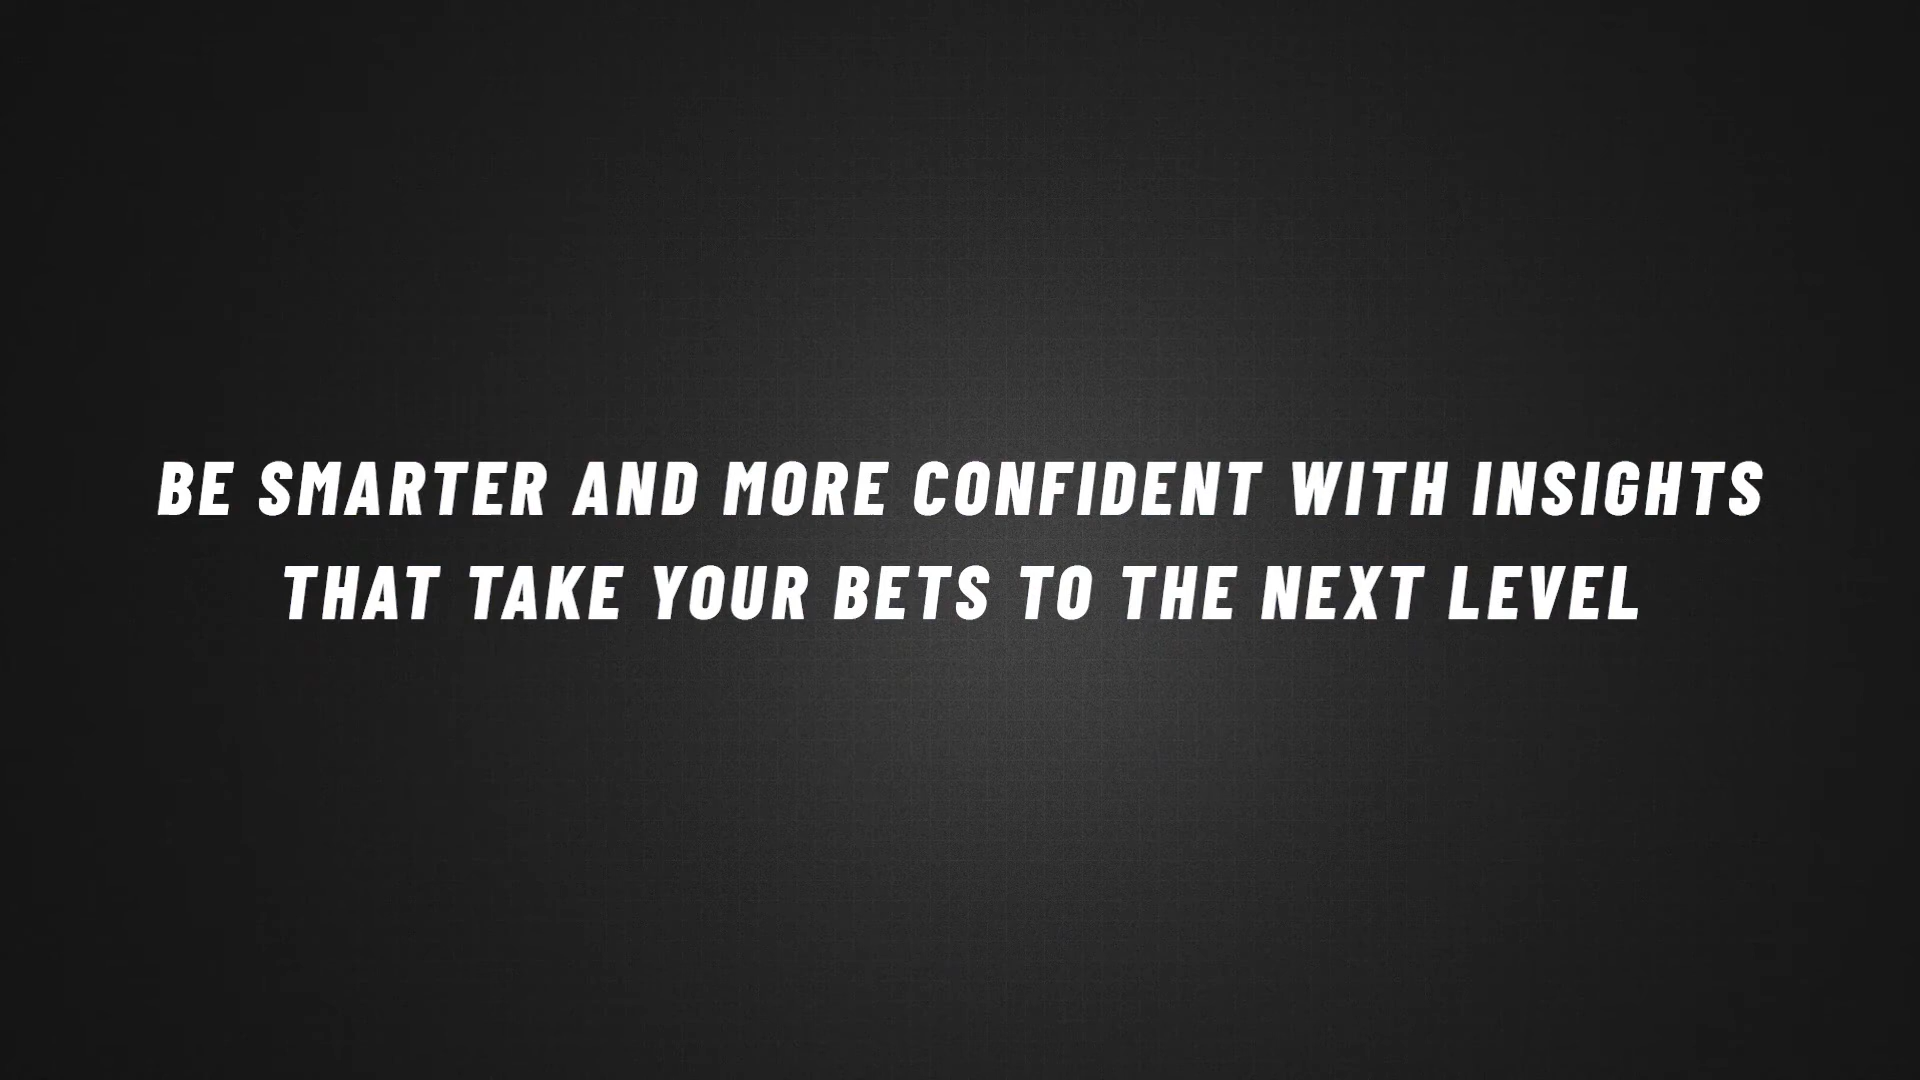 BE SMARTER AND MORE CONFIDENT WITH INSIGHTS
THAT TAKE YOUR BETS TO THE NEXT LEVEL